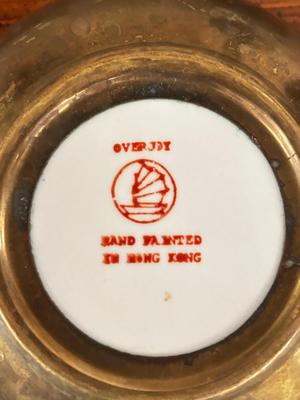 OVERJOY
HAND PAINTED
IN HONG KONG